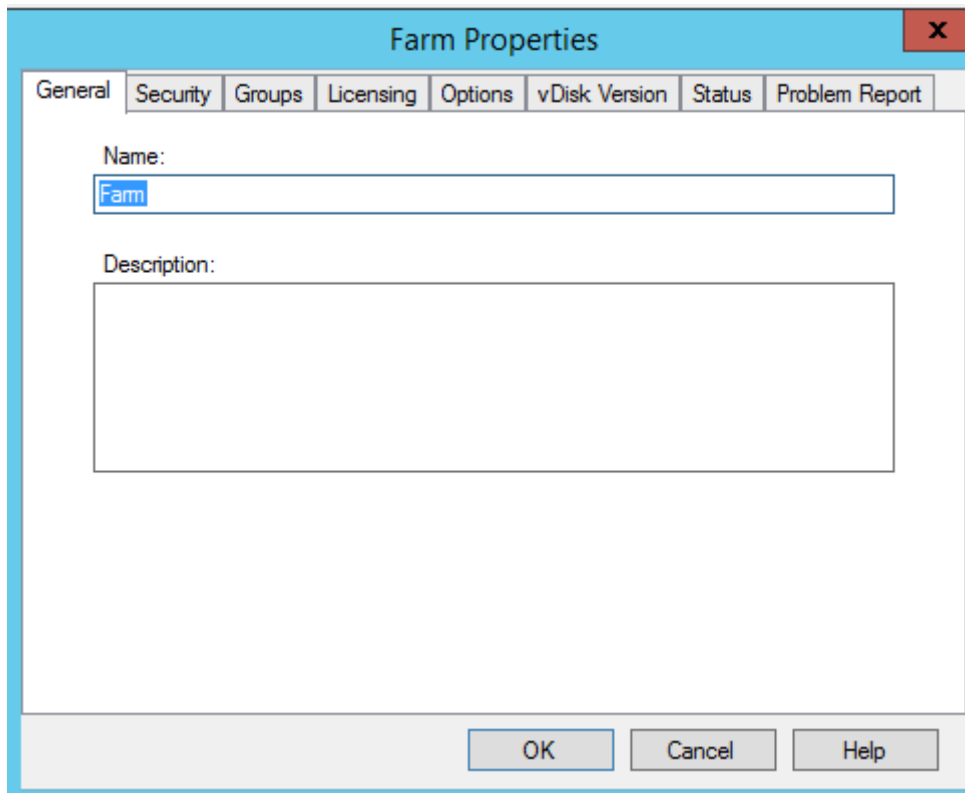 Farm Properties
x
General Security Groups Licensing Options vDisk Version Status Problem Report
Name:
Farm
Description:
OK Cancel Help